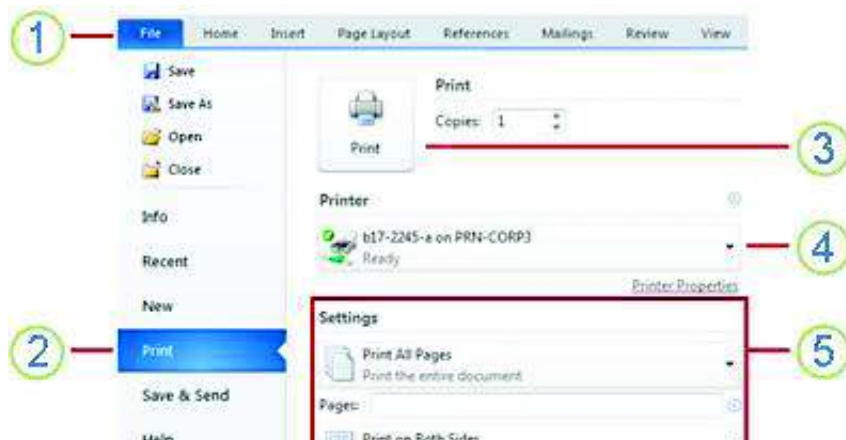 1
File Home Insert Page Layout References Mailings Review View
Save
Save As
Open
Close
Info
Recent
New
2
Print
Save & Send
Help
Print
Print
Copies: 1
3
Printer
b17-2245-a on PRN-CORP3
Ready
4
Printer Properties
Settings
Print All Pages
Print the entire document
5
Pages:
Print on Both Sides